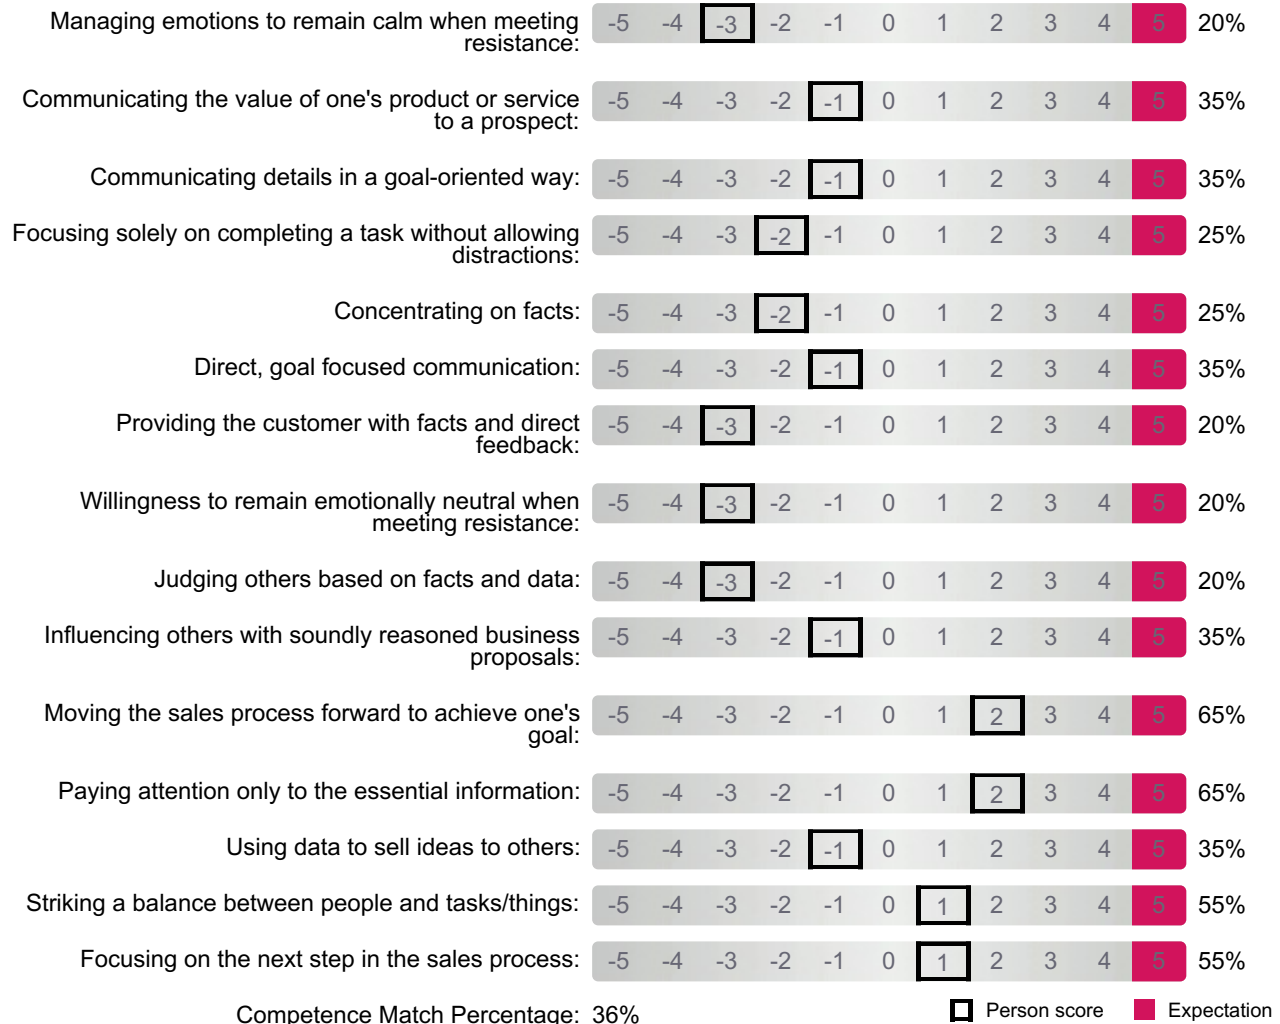 Managing emotions to remain calm when meeting
resistance:
-5 -4 -3 -2 -1 0 1 2 3 4 5 20%
Communicating the value of one's product or service
to a prospect:
-5 -4 -3 -2 -1 0 1 2 3 4 5 35%
Communicating details in a goal-oriented way: -5 -4 -3 -2 -1 0 1 2 3 4 5 35%
Focusing solely on completing a task without allowing
distractions:
-5 -4 -3 -2 -1 0 1 2 3 4 5 25%
Concentrating on facts: -5 -4 -3 -2 -1 0 1 2 3 4 5 25%
Direct, goal focused communication: -5 -4 -3 -2 -1 0 1 2 3 4 5 35%
Providing the customer with facts and direct
feedback:
-5 -4 -3 -2 -1 0 1 2 3 4 5 20%
Willingness to remain emotionally neutral when
meeting resistance:
-5 -4 -3 -2 -1 0 1 2 3 4 5 20%
Judging others based on facts and data: -5 -4 -3 -2 -1 0 1 2 3 4 5 20%
Influencing others with soundly reasoned business
proposals:
-5 -4 -3 -2 -1 0 1 2 3 4 5 35%
Moving the sales process forward to achieve one's
goal:
-5 -4 -3 -2 -1 0 1 2 3 4 5 65%
Paying attention only to the essential information: -5 -4 -3 -2 -1 0 1 2 3 4 5 65%
Using data to sell ideas to others: -5 -4 -3 -2 -1 0 1 2 3 4 5 35%
Striking a balance between people and tasks/things: -5 -4 -3 -2 -1 0 1 2 3 4 5 55%
Focusing on the next step in the sales process: -5 -4 -3 -2 -1 0 1 2 3 4 5 55%
Competence Match Percentage: 36% Person score Expectation